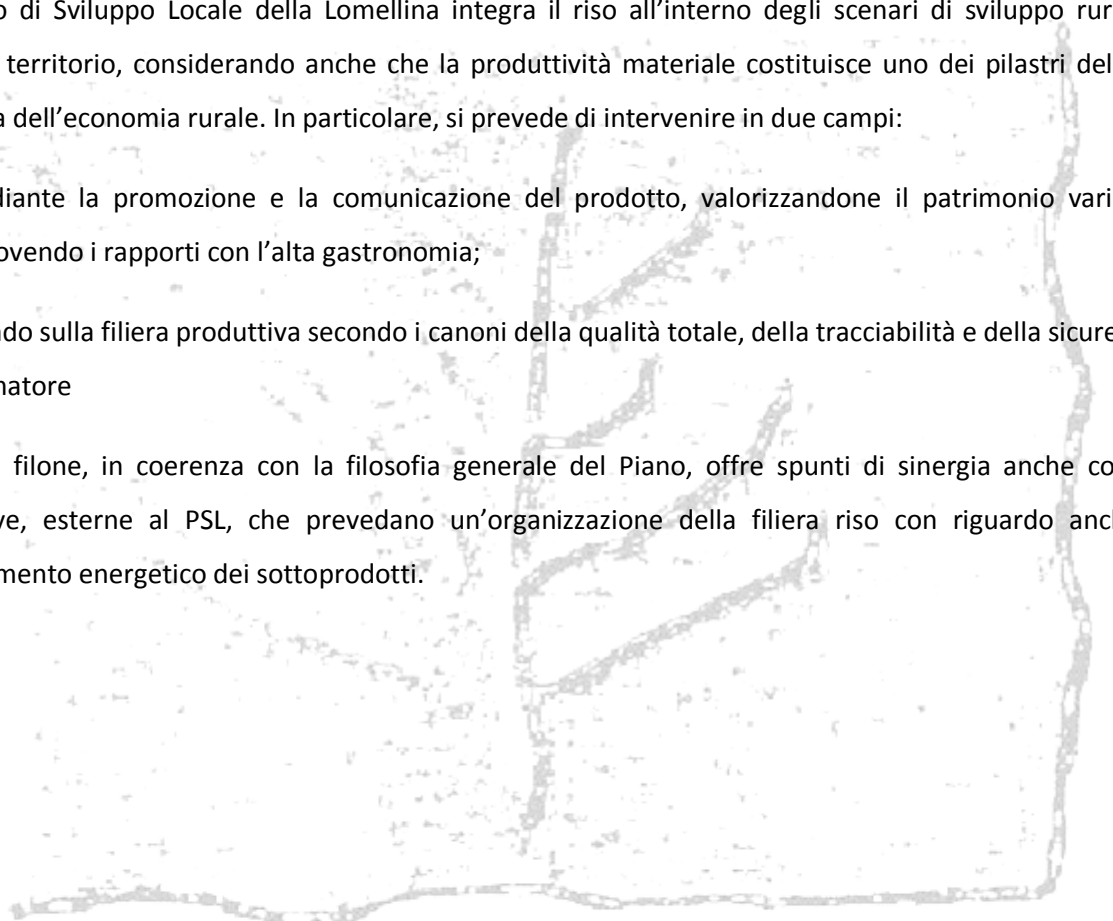 o di Sviluppo Locale della Lomellina integra il riso all'interno degli scenari di sviluppo rur
territorio, considerando anche che la produttività materiale costituisce uno dei pilastri del
a dell'economia rurale. In particolare, si prevede di intervenire in due campi:
diante la promozione e la comunicazione del prodotto, valorizzandone il patrimonio vari
ovendo i rapporti con l'alta gastronomia;
ndo sulla filiera produttiva secondo i canoni della qualità totale, della tracciabilità e della sicure
matore
filone, in coerenza con la filosofia generale del Piano, offre spunti di sinergia anche co
ve, esterne al PSL, che prevedano un'organizzazione della filiera riso con riguardo anch
mento energetico dei sottoprodotti.